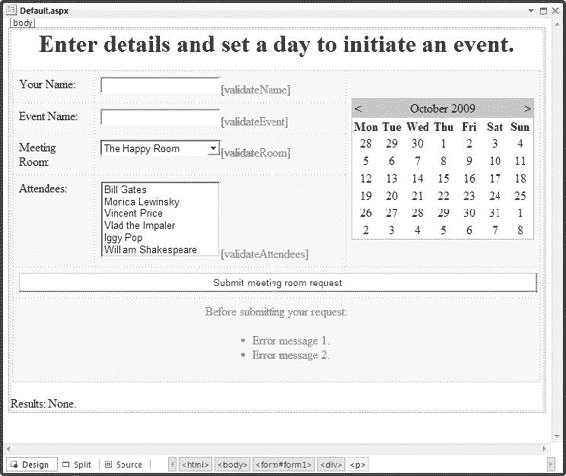 Default.aspx
[body]
Enter details and set a day to initiate an event.
Your Name:
[validateName]
Event Name:
[validateEvent]
Meeting
Room:
The Happy Room
[validateRoom]
Attendees:
Bill Gates
Monica Lewinsky
Vincent Price
Vlad the Impaler
Iggy Pop
William Shakespeare
[validateAttendees]
< October 2009 >
Mon Tue Wed Thu Fri Sat Sun
28 29 30 1 2 3 4
5 6 7 8 9 10 11
12 13 14 15 16 17 18
19 20 21 22 23 24 25
26 27 28 29 30 31 1
2 3 4 5 6 7 8
Submit meeting room request
Before submitting your request:
• Error message 1.
• Error message 2.
Results: None.
Design Split Source <html> <body> <form#form1> <div> <p>